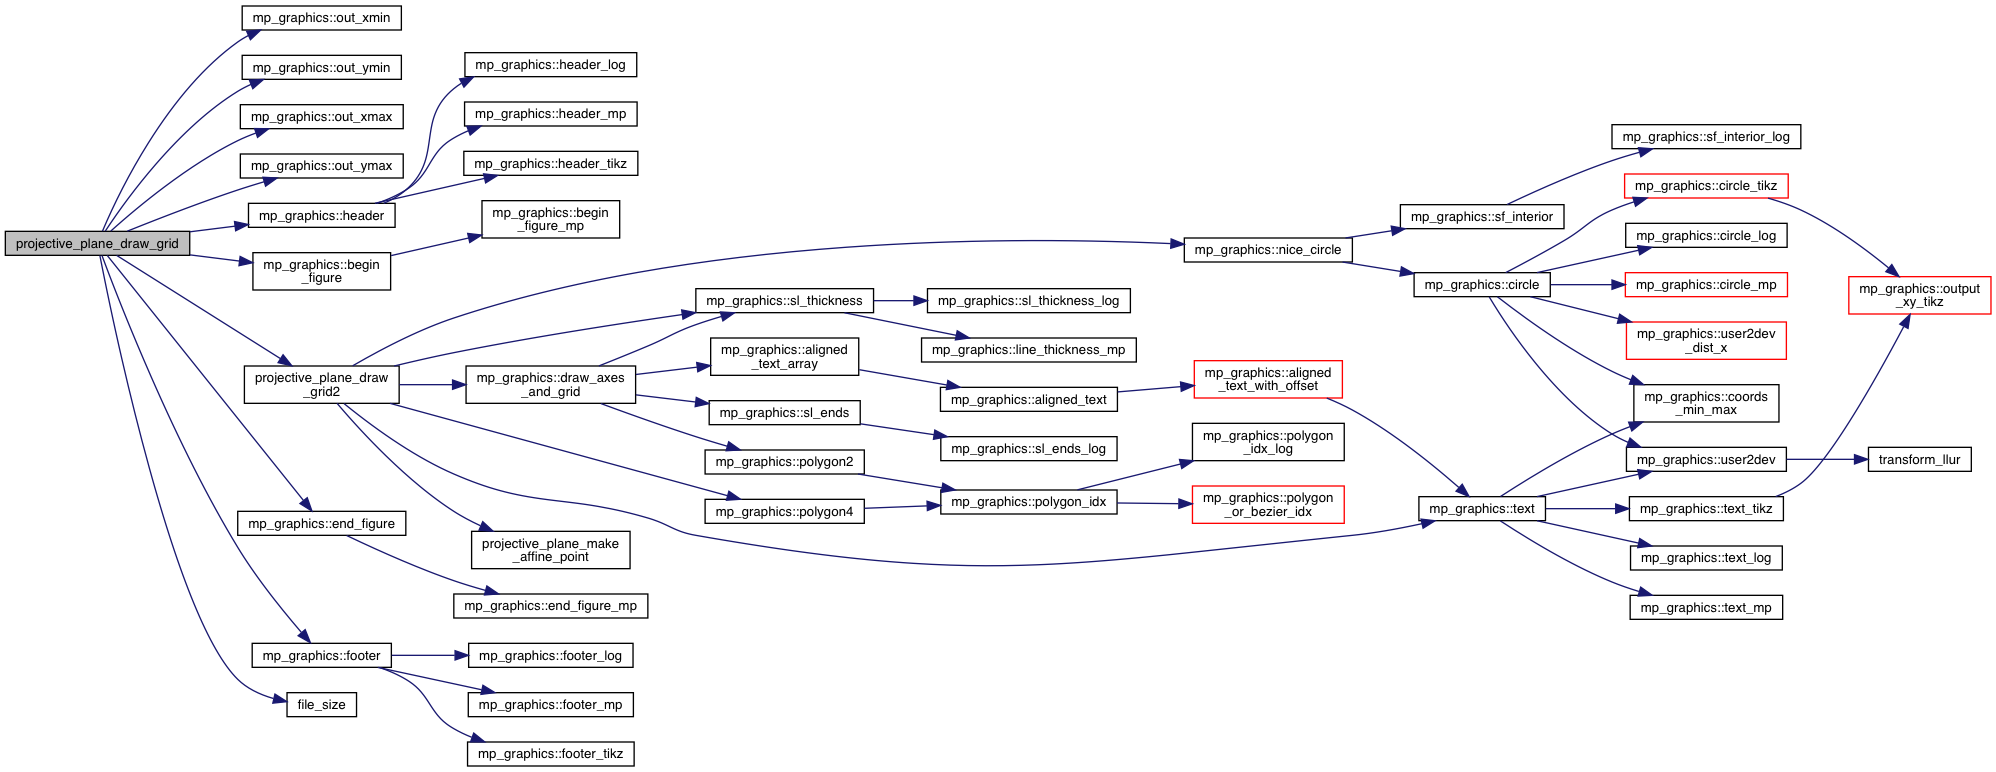 projective_plane_draw_grid
mp_graphics::out_xmin
mp_graphics::out_ymin
mp_graphics::out_xmax
mp_graphics::out_ymax
mp_graphics::header
mp_graphics::begin
_figure
projective_plane_draw
_grid2
mp_graphics::end_figure
mp_graphics::footer
file_size
mp_graphics::header_log
mp_graphics::header_mp
mp_graphics::header_tikz
mp_graphics::begin
_figure_mp
mp_graphics::draw_axes
_and_grid
projective_plane_make
_affine_point
mp_graphics::end_figure_mp
mp_graphics::footer_log
mp_graphics::footer_mp
mp_graphics::footer_tikz
mp_graphics::sl_thickness
mp_graphics::aligned
_text_array
mp_graphics::sl_ends
mp_graphics::polygon2
mp_graphics::polygon4
mp_graphics::sl_thickness_log
mp_graphics::line_thickness_mp
mp_graphics::aligned_text
mp_graphics::sl_ends_log
mp_graphics::polygon_idx
mp_graphics::nice_circle
mp_graphics::aligned
_text_with_offset
mp_graphics::polygon
_idx_log
mp_graphics::polygon
_or_bezier_idx
mp_graphics::sf_interior
mp_graphics::circle
mp_graphics::text
mp_graphics::sf_interior_log
mp_graphics::circle_tikz
mp_graphics::circle_log
mp_graphics::circle_mp
mp_graphics::user2dev
_dist_x
mp_graphics::coords
_min_max
mp_graphics::user2dev
mp_graphics::text_tikz
mp_graphics::text_log
mp_graphics::text_mp
mp_graphics::output
_xy_tikz
transform_llur